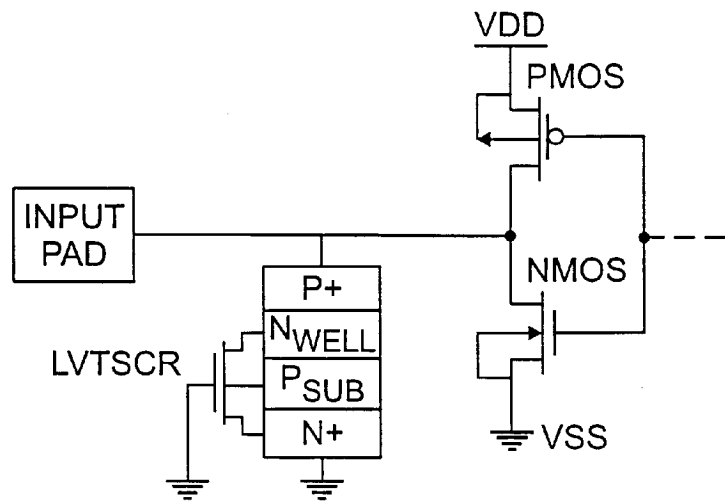 VDD
PMOS
INPUT
PAD
NMOS
P+
NWELL
LVTSCR
PSUB
N+
VSS